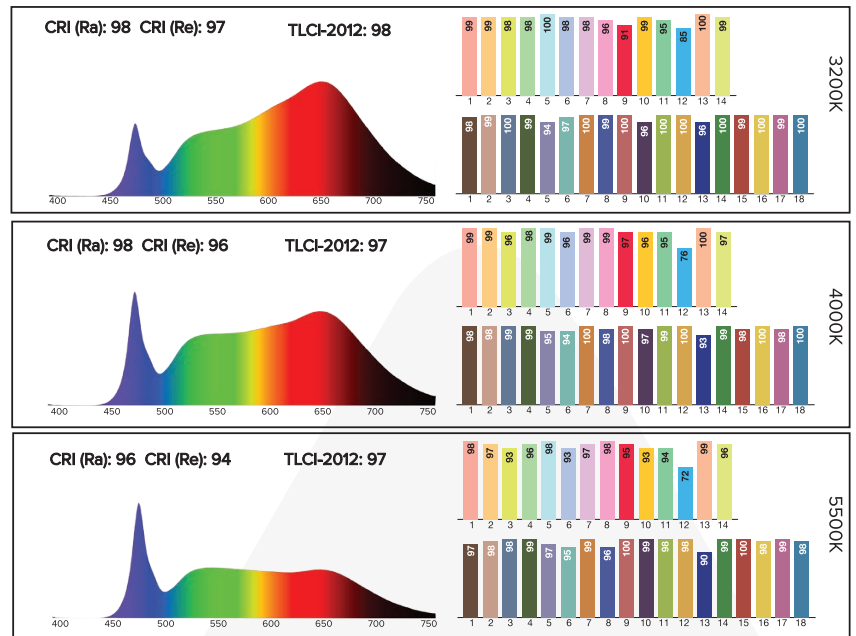 CRI (Ra): 98 CRI (Re): 97 TLCI-2012: 98
99 99 98 98 100 98 98 96 91 99 95 85 100 99
1 2 3 4 5 6 7 8 9 10 11 12 13 14
98 99 100 99 94 97 100 99 100 96 100 100 96 100 99 100 99 100
1 2 3 4 5 6 7 8 9 10 11 12 13 14 15 16 17 18
400 450 500 550 600 650 700 750
3200K
CRI (Ra): 98 CRI (Re): 96 TLCI-2012: 97
99 99 96 98 99 96 99 99 97 96 95 76 100 97
1 2 3 4 5 6 7 8 9 10 11 12 13 14
98 98 99 99 95 94 100 98 100 97 99 100 93 99 98 100 98 100
1 2 3 4 5 6 7 8 9 10 11 12 13 14 15 16 17 18
400 450 500 550 600 650 700 750
4000K
CRI (Ra): 96 CRI (Re): 94 TLCI-2012: 97
98 97 93 96 98 93 97 98 95 93 94 72 99 96
1 2 3 4 5 6 7 8 9 10 11 12 13 14
97 98 98 99 97 95 99 96 100 99 98 98 90 99 100 98 99 98
1 2 3 4 5 6 7 8 9 10 11 12 13 14 15 16 17 18
400 450 500 550 600 650 700 750
5500K